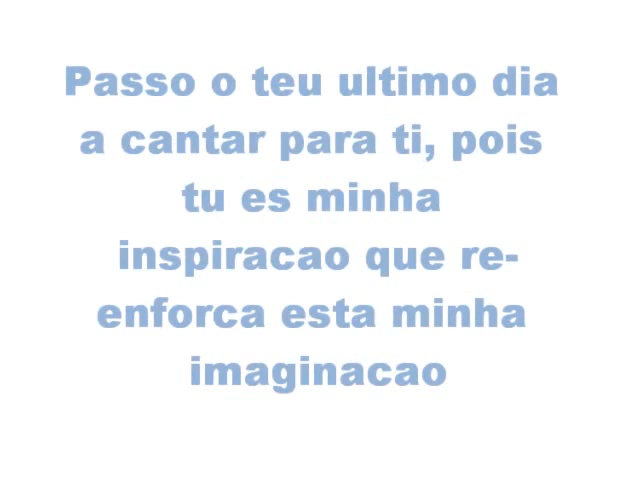 Passo o teu ultimo dia
a cantar para ti, pois
tu es minha
inspiracao que re-
enforca esta minha
imaginacao